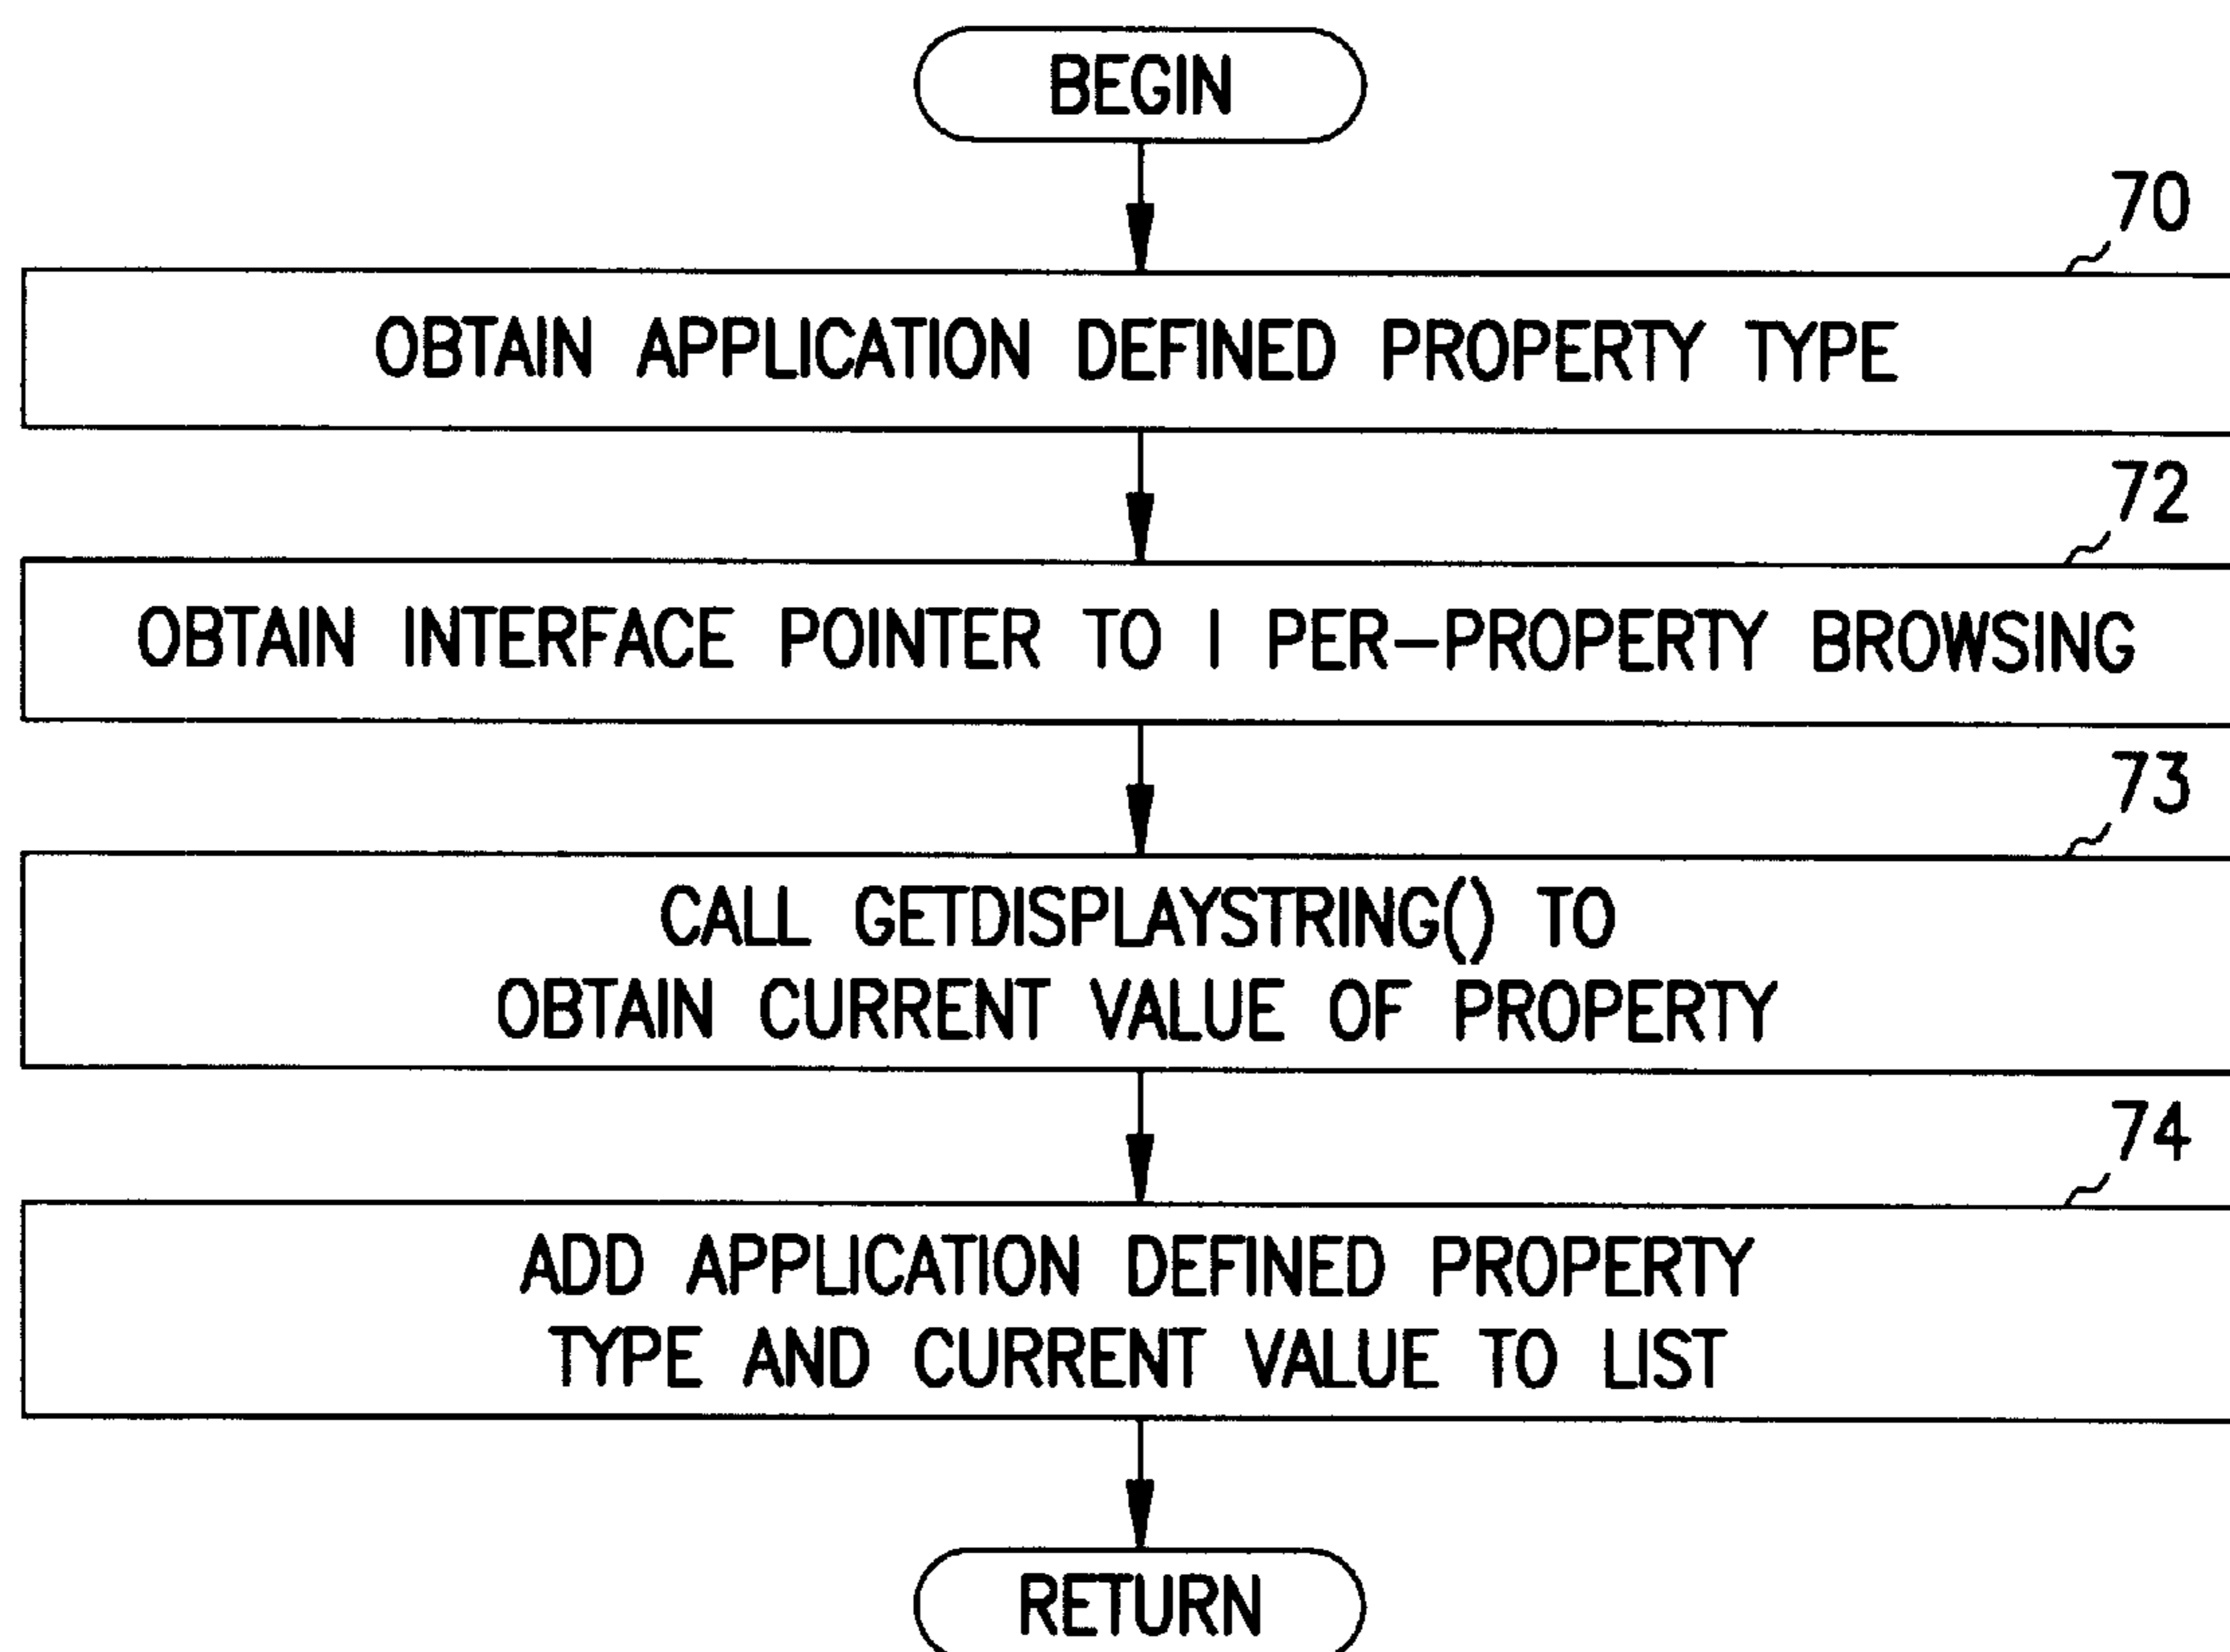 BEGIN
70
OBTAIN APPLICATION DEFINED PROPERTY TYPE
72
OBTAIN INTERFACE POINTER TO I PER-PROPERTY BROWSING
73
CALL GETDISPLAYSTRING() TO
OBTAIN CURRENT VALUE OF PROPERTY
74
ADD APPLICATION DEFINED PROPERTY
TYPE AND CURRENT VALUE TO LIST
RETURN